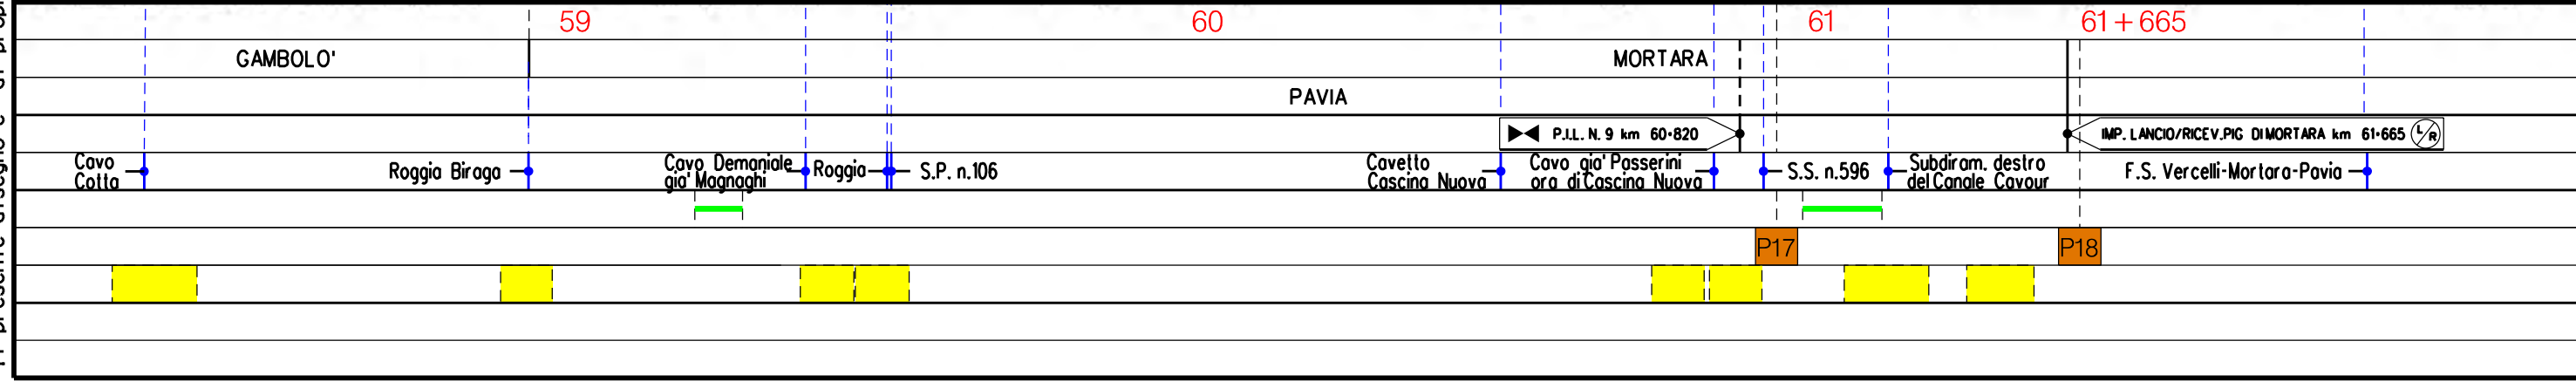 59
60
61
61+665
GAMBOLO'
MORTARA
PAVIA
P.I.L. N. 9 km 60+820
IMP. LANCIO/RICEV.PIG DI MORTARA km 61+665 L/R
Cavo
Cotta
Roggia Biraga
Cavo Demaniale
gia' Magnaghi
Roggia
S.P. n.106
Cavetto
Cascina Nuova
Cavo gia' Passerini
ora di Cascina Nuova
S.S. n.596
Subdiram. destro
del Canale Cavour
F.S. Vercelli-Mortara-Pavia
P17
P18